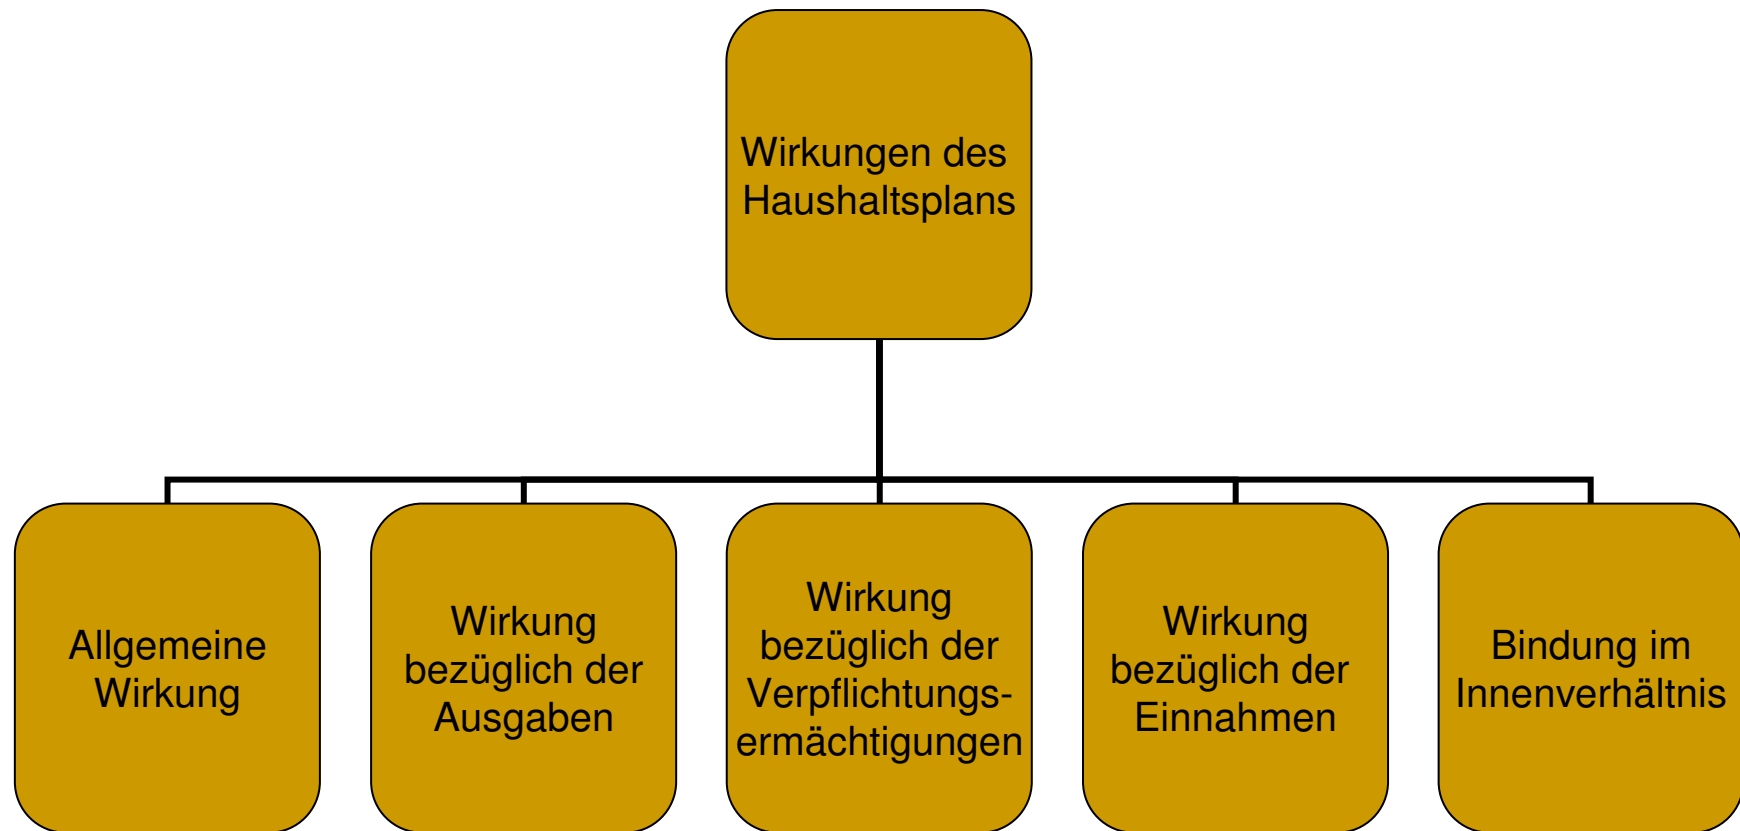 Wirkungen des
Haushaltsplans
Allgemeine
Wirkung
Wirkung
bezüglich der
Ausgaben
Wirkung
bezüglich der
Verpflichtungs-
ermächtigungen
Wirkung
bezüglich der
Einnahmen
Bindung im
Innenverhältnis